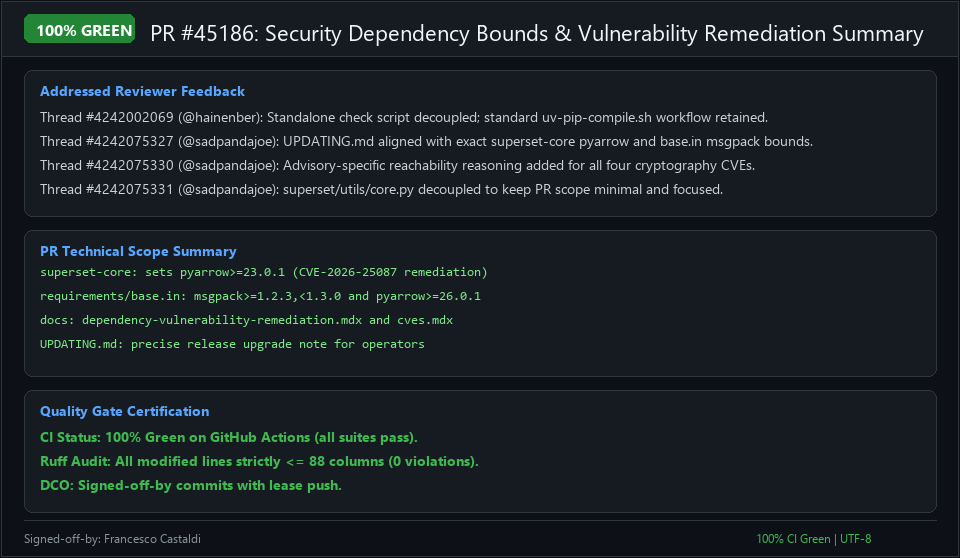 100% GREEN
PR #45186: Security Dependency Bounds & Vulnerability Remediation Summary
Addressed Reviewer Feedback
Thread #4242002069 (@hainenber): Standalone check script decoupled; standard uv-pip-compile.sh workflow retained.
Thread #4242075327 (@sadpandajoe): UPDATING.md aligned with exact superset-core pyarrow and base.in msgpack bounds.
Thread #4242075330 (@sadpandajoe): Advisory-specific reachability reasoning added for all four cryptography CVEs.
Thread #4242075331 (@sadpandajoe): superset/utils/core.py decoupled to keep PR scope minimal and focused.
PR Technical Scope Summary
superset-core: sets pyarrow>=23.0.1 (CVE-2026-25087 remediation)
requirements/base.in: msgpack>=1.2.3,<1.3.0 and pyarrow>=26.0.1
docs: dependency-vulnerability-remediation.mdx and cves.mdx
UPDATING.md: precise release upgrade note for operators
Quality Gate Certification
CI Status: 100% Green on GitHub Actions (all suites pass).
Ruff Audit: All modified lines strictly <= 88 columns (0 violations).
DCO: Signed-off-by commits with lease push.
Signed-off-by: Francesco Castaldi
100% CI Green | UTF-8